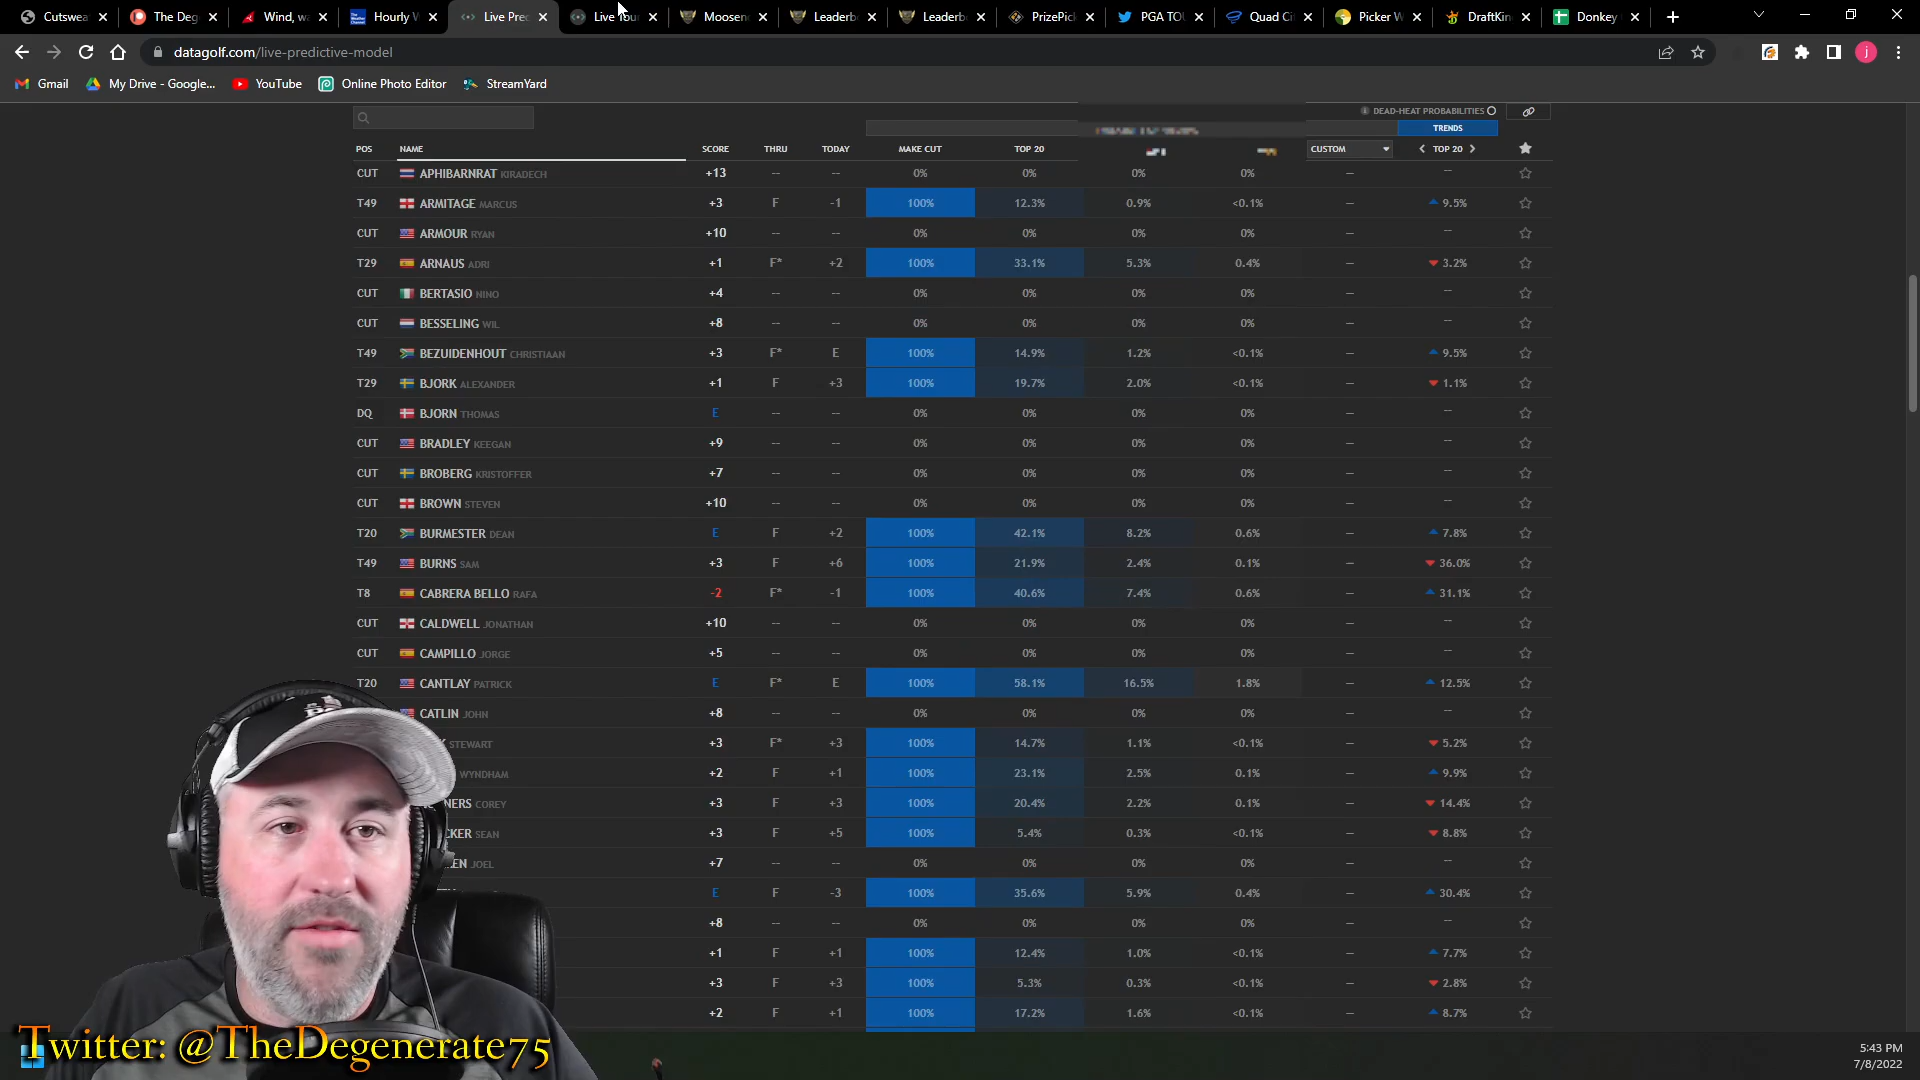 Cutswea
The Deg
Wind, wa
Hourly W
Live Prec
Live Tour
Moosen
Leaderb
Leaderb
PrizePick
PGA TOU
Quad Cit
Picker W
DraftKin
Donkey
datagolf.com/live-predictive-model
Gmail
My Drive - Google...
YouTube
Online Photo Editor
StreamYard
DEAD-HEAT PROBABILITIES
TRENDS
POS NAME SCORE THRU TODAY MAKE CUT TOP 20 CUSTOM TOP 20
CUT APHIBARNRAT KIRADECH +13 -- -- 0% 0% 0% 0% — --
T49 ARMITAGE MARCUS +3 F -1 100% 12.3% 0.9% <0.1% — 9.5%
CUT ARMOUR RYAN +10 -- -- 0% 0% 0% 0% — --
T29 ARNAUS ADRI +1 F* +2 100% 33.1% 5.3% 0.4% — 3.2%
CUT BERTASIO NINO +4 -- -- 0% 0% 0% 0% — --
CUT BESSELING WIL +8 -- -- 0% 0% 0% 0% — --
T49 BEZUIDENHOUT CHRISTIAAN +3 F* E 100% 14.9% 1.2% <0.1% — 9.5%
T29 BJORK ALEXANDER +1 F +3 100% 19.7% 2.0% <0.1% — 1.1%
DQ BJORN THOMAS E -- -- 0% 0% 0% 0% — --
CUT BRADLEY KEEGAN +9 -- -- 0% 0% 0% 0% — --
CUT BROBERG KRISTOFFER +7 -- -- 0% 0% 0% 0% — --
CUT BROWN STEVEN +10 -- -- 0% 0% 0% 0% — --
T20 BURMESTER DEAN E F +2 100% 42.1% 8.2% 0.6% — 7.8%
T49 BURNS SAM +3 F +6 100% 21.9% 2.4% 0.1% — 36.0%
T8 CABRERA BELLO RAFA -2 F* -1 100% 40.6% 7.4% 0.6% — 31.1%
CUT CALDWELL JONATHAN +10 -- -- 0% 0% 0% 0% — --
CUT CAMPILLO JORGE +5 -- -- 0% 0% 0% 0% — --
T20 CANTLAY PATRICK E F* E 100% 58.1% 16.5% 1.8% — 12.5%
CATLIN JOHN +8 -- -- 0% 0% 0% 0% — --
STEWART +3 F* +3 100% 14.7% 1.1% <0.1% — 5.2%
WYNDHAM +2 F +1 100% 23.1% 2.5% 0.1% — 9.9%
NERS COREY +3 F +3 100% 20.4% 2.2% 0.1% — 14.4%
CKER SEAN +3 F +5 100% 5.4% 0.3% <0.1% — 8.8%
EN JOEL +7 -- -- 0% 0% 0% 0% — --
E F -3 100% 35.6% 5.9% 0.4% — 30.4%
+8 -- -- 0% 0% 0% 0% — --
+1 F +1 100% 12.4% 1.0% <0.1% — 7.7%
+3 F +3 100% 5.3% 0.3% <0.1% — 2.8%
+2 F +1 100% 17.2% 1.6% <0.1% — 8.7%
Twitter: @TheDegenerate75
5:43 PM
7/8/2022